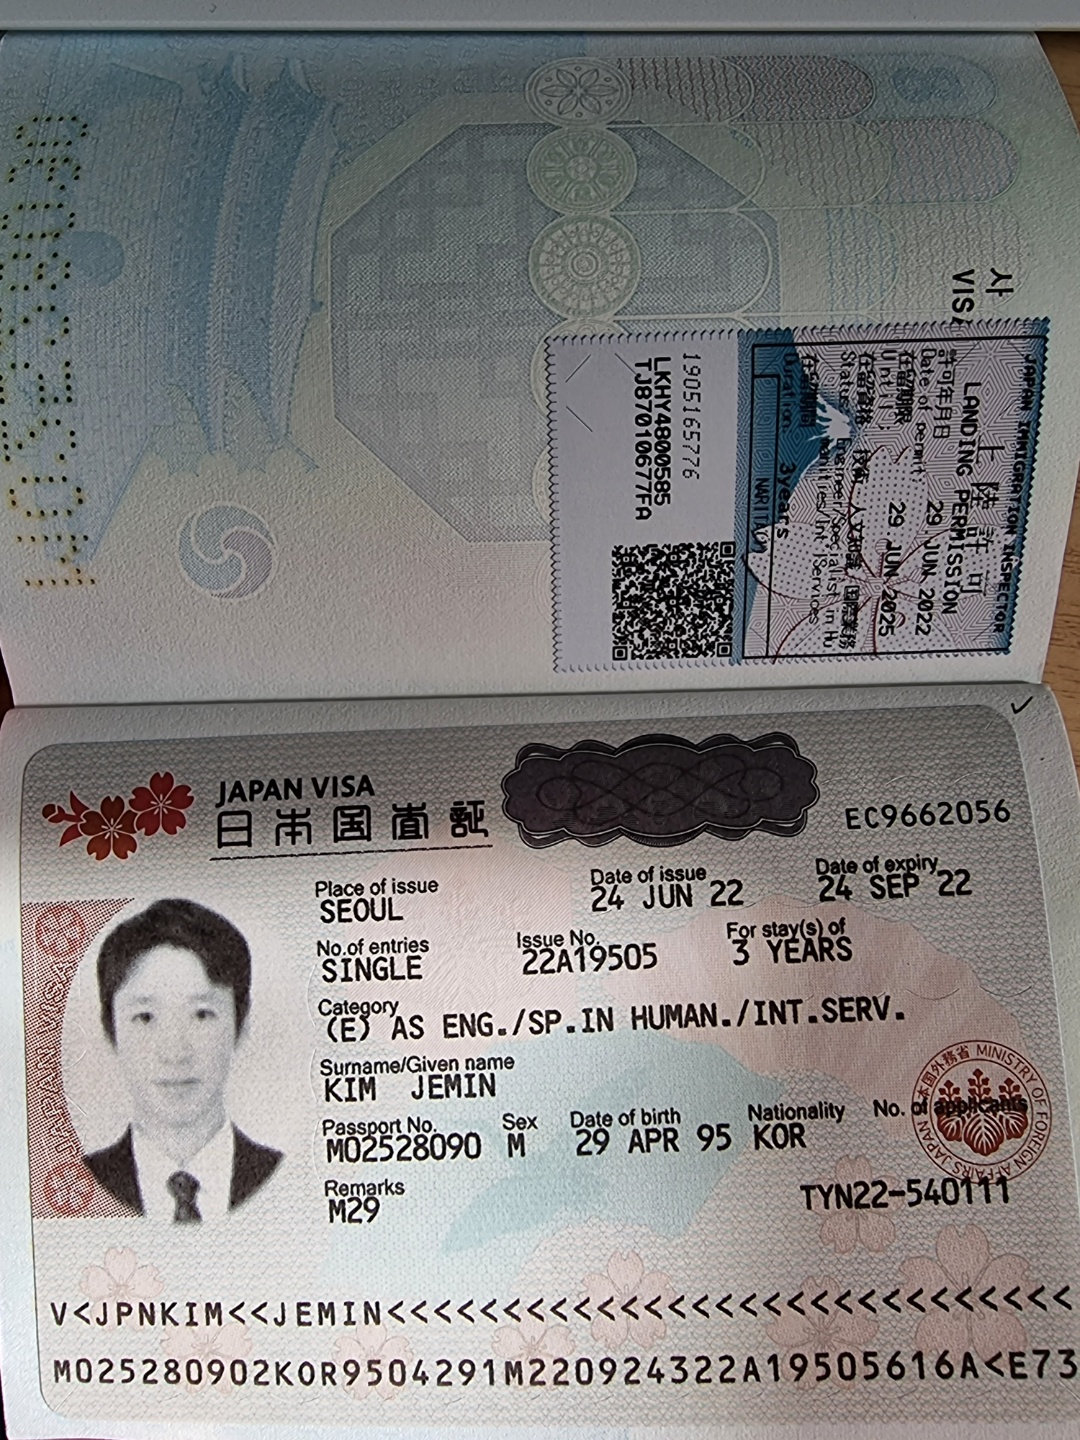 사
VISA
JAPAN IMMIGRATION INSPECTOR
上陸許可
LANDING PERMISSION
許可年月日
Date of permit: 29 JUN. 2022
在留期限
Until: 29 JUN. 2025
在留資格 技術・人文知識・国際業務
Status: Engineer/Specialist in Hu
manities/Int'l Services
在留期間
Duration: 3years
NARITA
1905165776
LKHY4800585
TJ87010677FA
JAPAN VISA
日本国査証
EC9662056
Place of issue
SEOUL
Date of issue
24 JUN 22
Date of expiry
24 SEP 22
No.of entries
SINGLE
Issue No.
22A19505
For stay(s) of
3 YEARS
Category
(E) AS ENG./SP.IN HUMAN./INT.SERV.
Surname/Given name
KIM JEMIN
Passport No.
M02528090
Sex
M
Date of birth
29 APR 95
Nationality
KOR
No. of applicants
Remarks
M29
TYN22-540111
日本国外務省 MINISTRY OF FOREIGN AFFAIRS JAPAN
JAPAN VISA
V<JPNKIM<<JEMIN<<<<<<<<<<<<<<<<<<<<<<<<<<<<<
M025280902KOR9504291M220924322A19505616A<E73